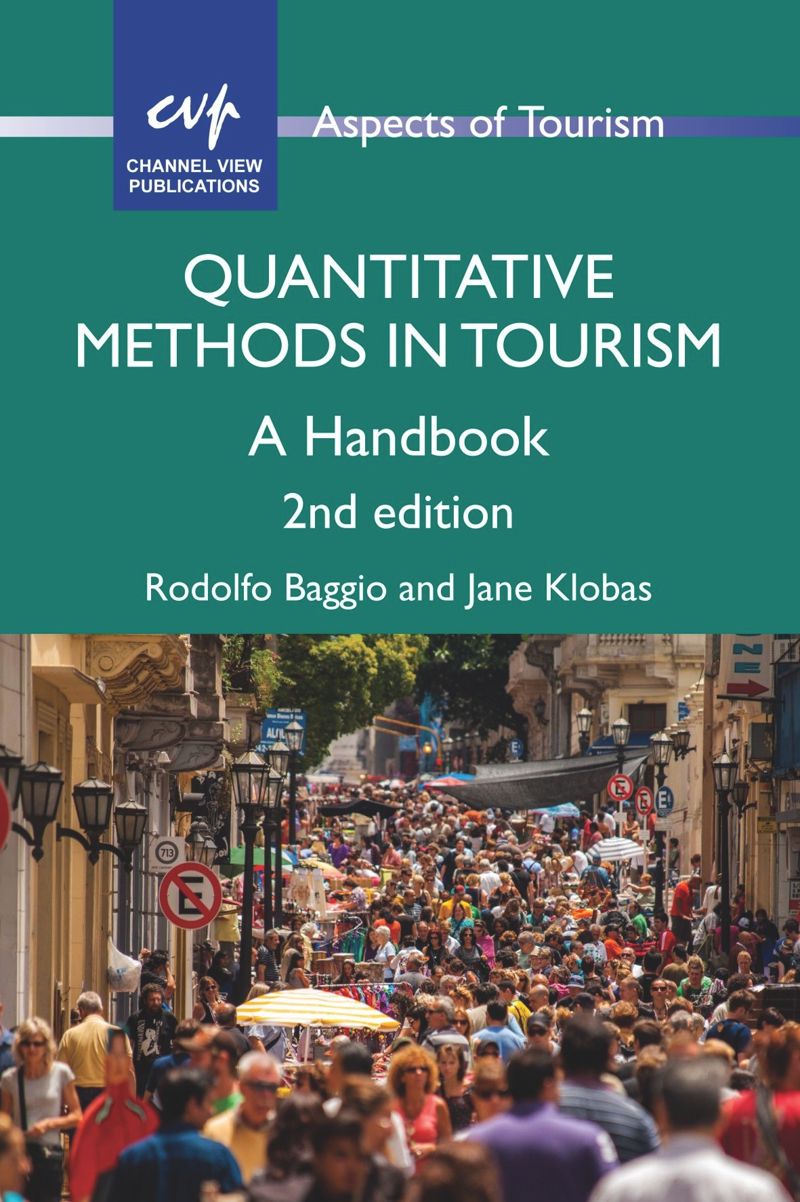 cvp
CHANNEL VIEW
PUBLICATIONS
Aspects of Tourism
QUANTITATIVE
METHODS IN TOURISM
A Handbook
2nd edition
Rodolfo Baggio and Jane Klobas
713
E
E
E
E
E